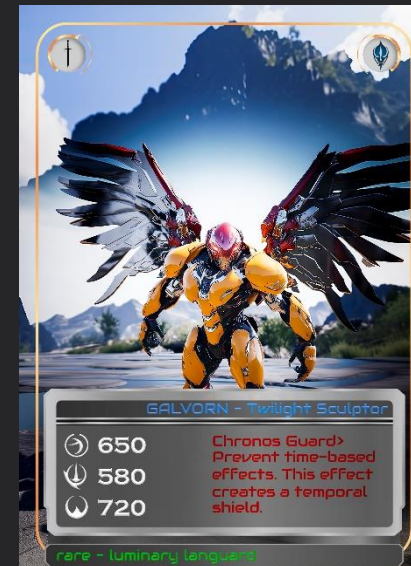 GALVORN - Twilight Sculptor
650
580
720
Chronos Guard>
Prevent time-based
effects. This effect
creates a temporal
shield.
rare - luminary languard